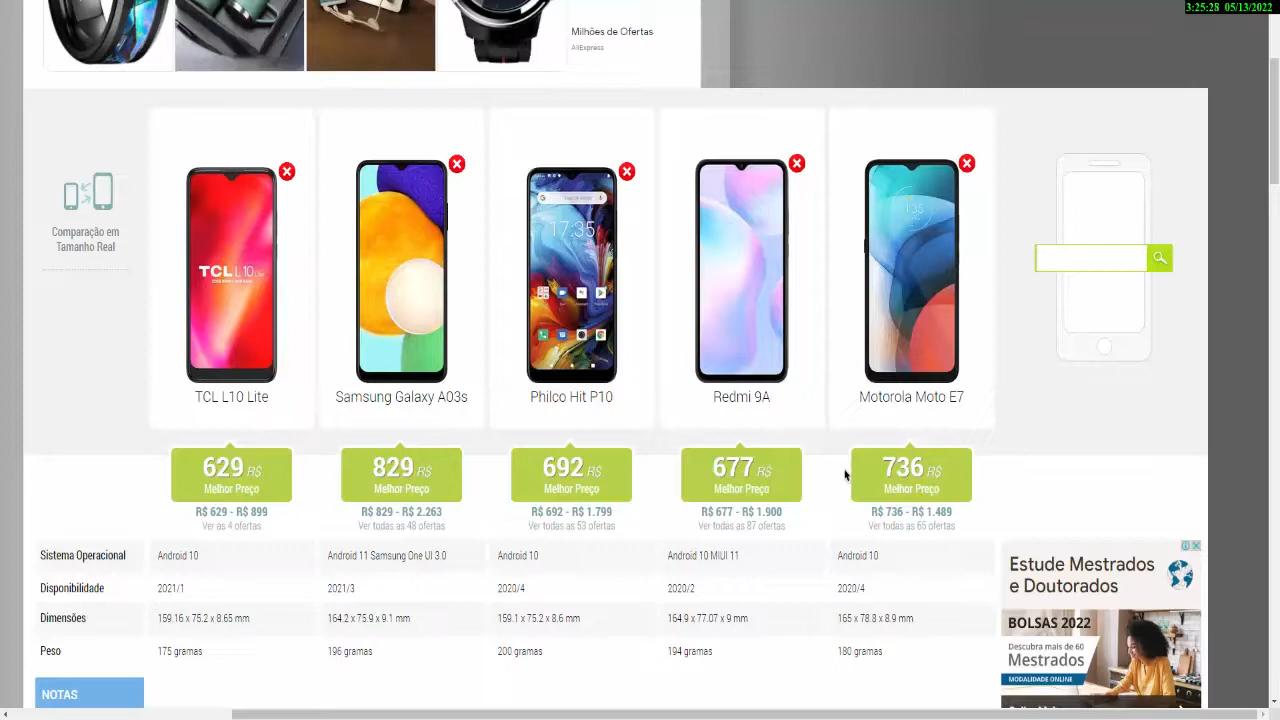 3:25:28 05/13/2022
Milhões de Ofertas
AliExpress
Comparação em
Tamanho Real
TCL L10 Lite
17:35
TCL L10 Lite
Samsung Galaxy A03s
Philco Hit P10
Redmi 9A
Motorola Moto E7
629 R$
Melhor Preço
829 R$
Melhor Preço
692 R$
Melhor Preço
677 R$
Melhor Preço
736 R$
Melhor Preço
R$ 629 - R$ 899
R$ 829 - R$ 2.263
R$ 692 - R$ 1.799
R$ 677 - R$ 1.900
R$ 736 - R$ 1.489
Ver as 4 ofertas
Ver todas as 48 ofertas
Ver todas as 53 ofertas
Ver todas as 87 ofertas
Ver todas as 65 ofertas
Sistema Operacional
Android 10
Android 11 Samsung One UI 3.0
Android 10
Android 10 MIUI 11
Android 10
Disponibilidade
2021/1
2021/3
2020/4
2020/2
2020/4
Dimensões
159.16 x 75.2 x 8.65 mm
164.2 x 75.9 x 9.1 mm
159.1 x 75.2 x 8.6 mm
164.9 x 77.07 x 9 mm
165 x 78.8 x 8.9 mm
Peso
175 gramas
196 gramas
200 gramas
194 gramas
180 gramas
NOTAS
Estude Mestrados
e Doutorados
BOLSAS 2022
Descubra mais de 60
Mestrados
MODALIDADE ONLINE